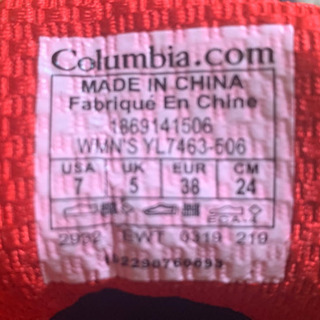 Columbia.com
MADE IN CHINA
Fabriqué En Chine
1869141506
WMN'S YL7463-506
USA UK EUR CM
7 5 38 24
0319 219